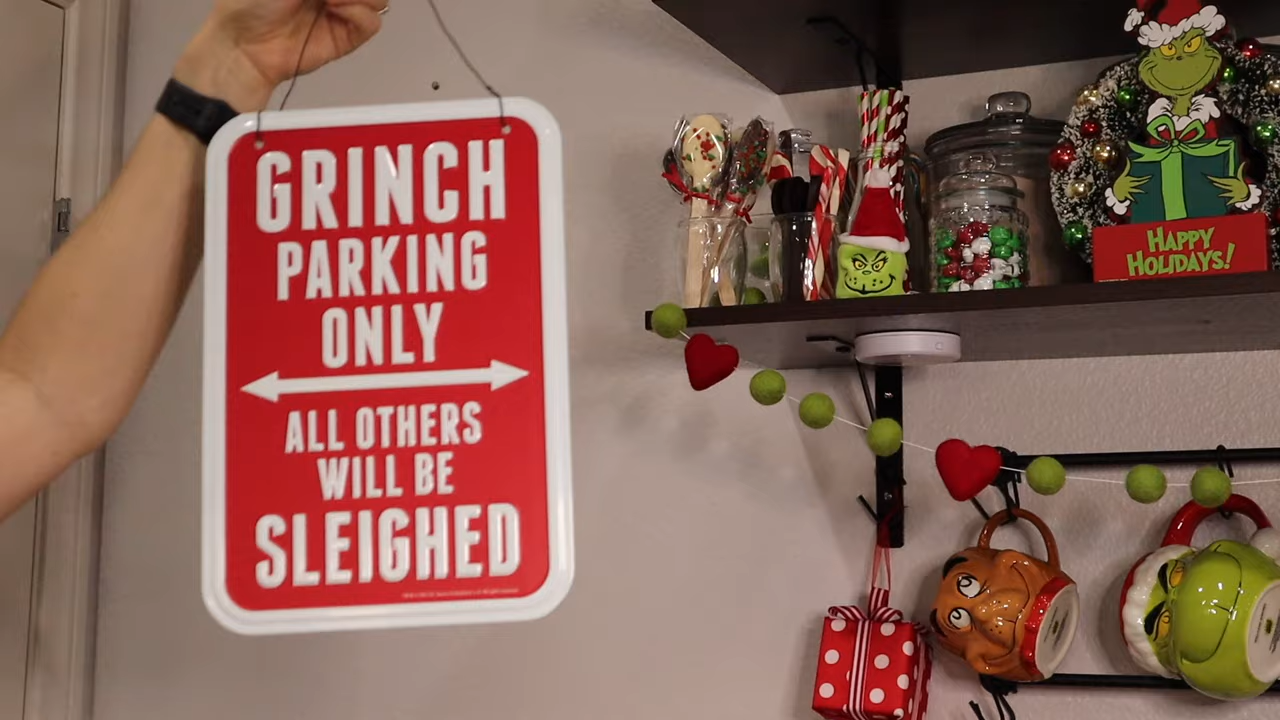 GRINCH
PARKING
ONLY
ALL OTHERS
WILL BE
SLEIGHED
HAPPY
HOLIDAYS!